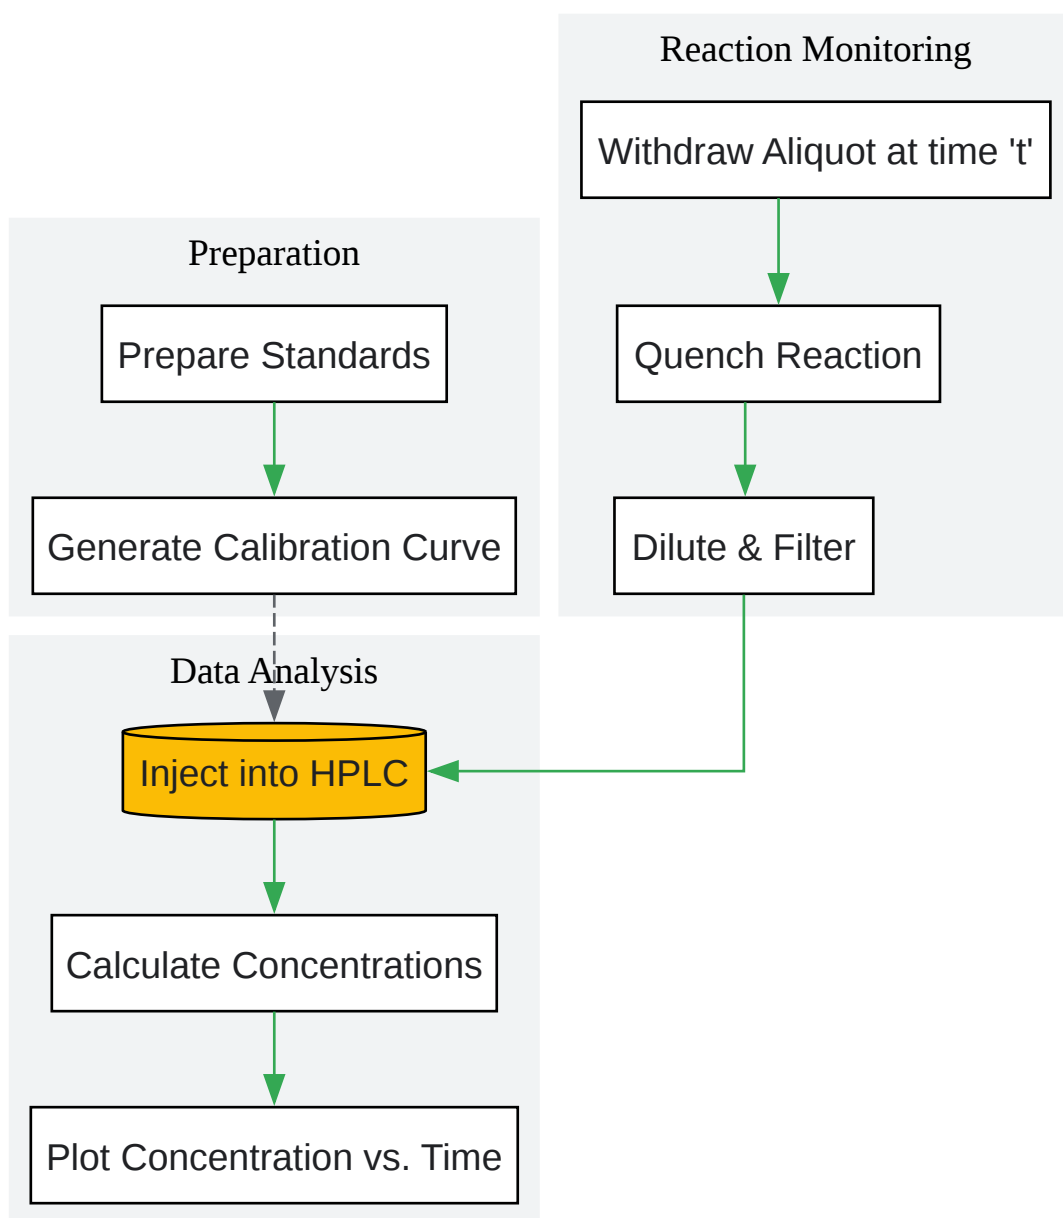 Reaction Monitoring
Withdraw Aliquot at time 't'
Quench Reaction
Dilute & Filter
Preparation
Prepare Standards
Generate Calibration Curve
Data Analysis
Inject into HPLC
Calculate Concentrations
Plot Concentration vs. Time